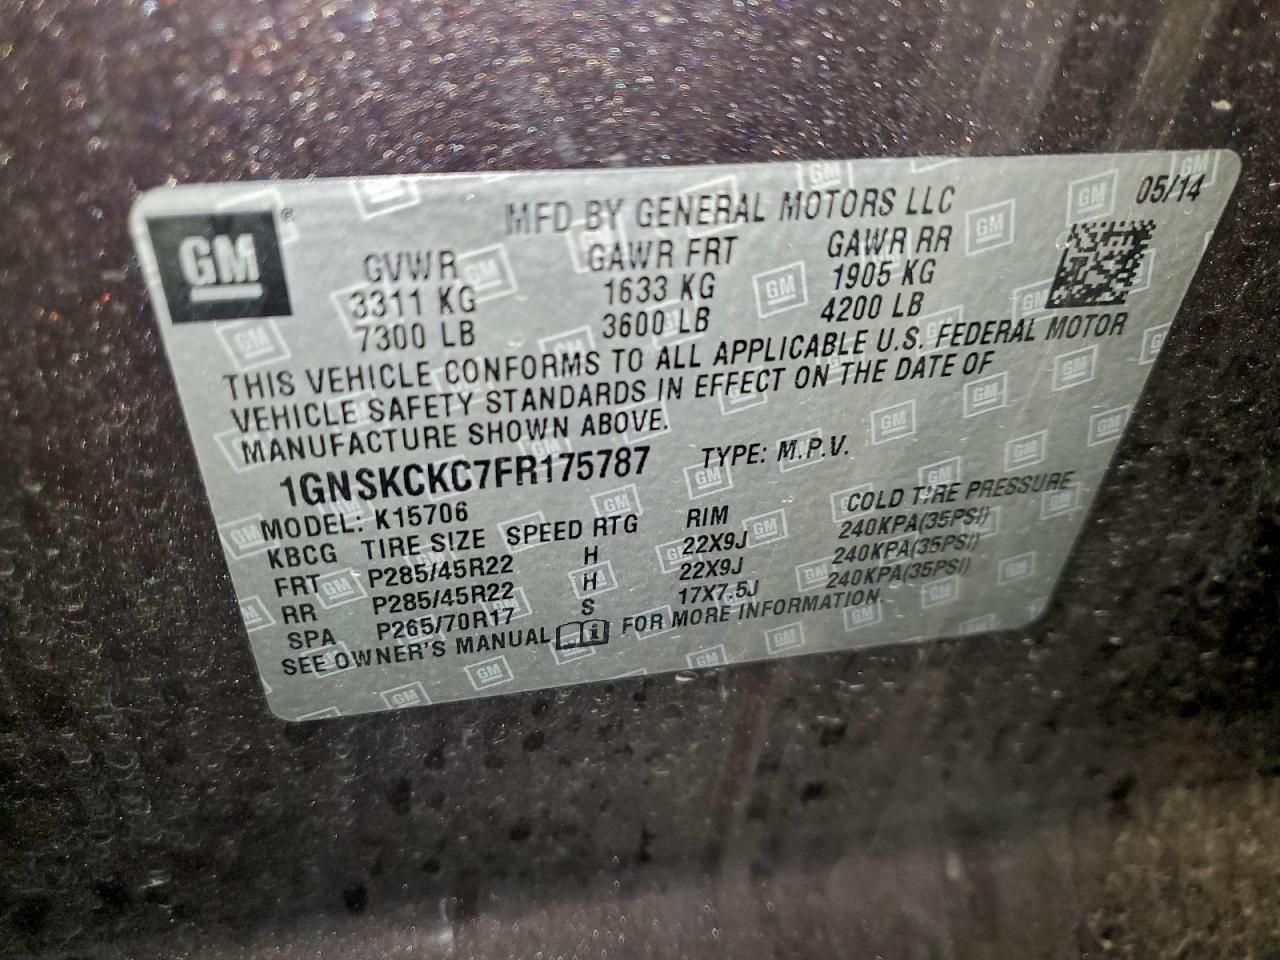 GM ®
MFD BY GENERAL MOTORS LLC 05/14
GVWR GAWR FRT GAWR RR
3311 KG 1633 KG 1905 KG
7300 LB 3600 LB 4200 LB
THIS VEHICLE CONFORMS TO ALL APPLICABLE U.S. FEDERAL MOTOR
VEHICLE SAFETY STANDARDS IN EFFECT ON THE DATE OF
MANUFACTURE SHOWN ABOVE.
1GNSKCKC7FR175787 TYPE: M.P.V.
MODEL: K15706
KBCG TIRE SIZE SPEED RTG RIM COLD TIRE PRESSURE
FRT P285/45R22 H 22X9J 240KPA(35PSI)
RR P285/45R22 H 22X9J 240KPA(35PSI)
SPA P265/70R17 S 17X7.5J 240KPA(35PSI)
SEE OWNER'S MANUAL FOR MORE INFORMATION.